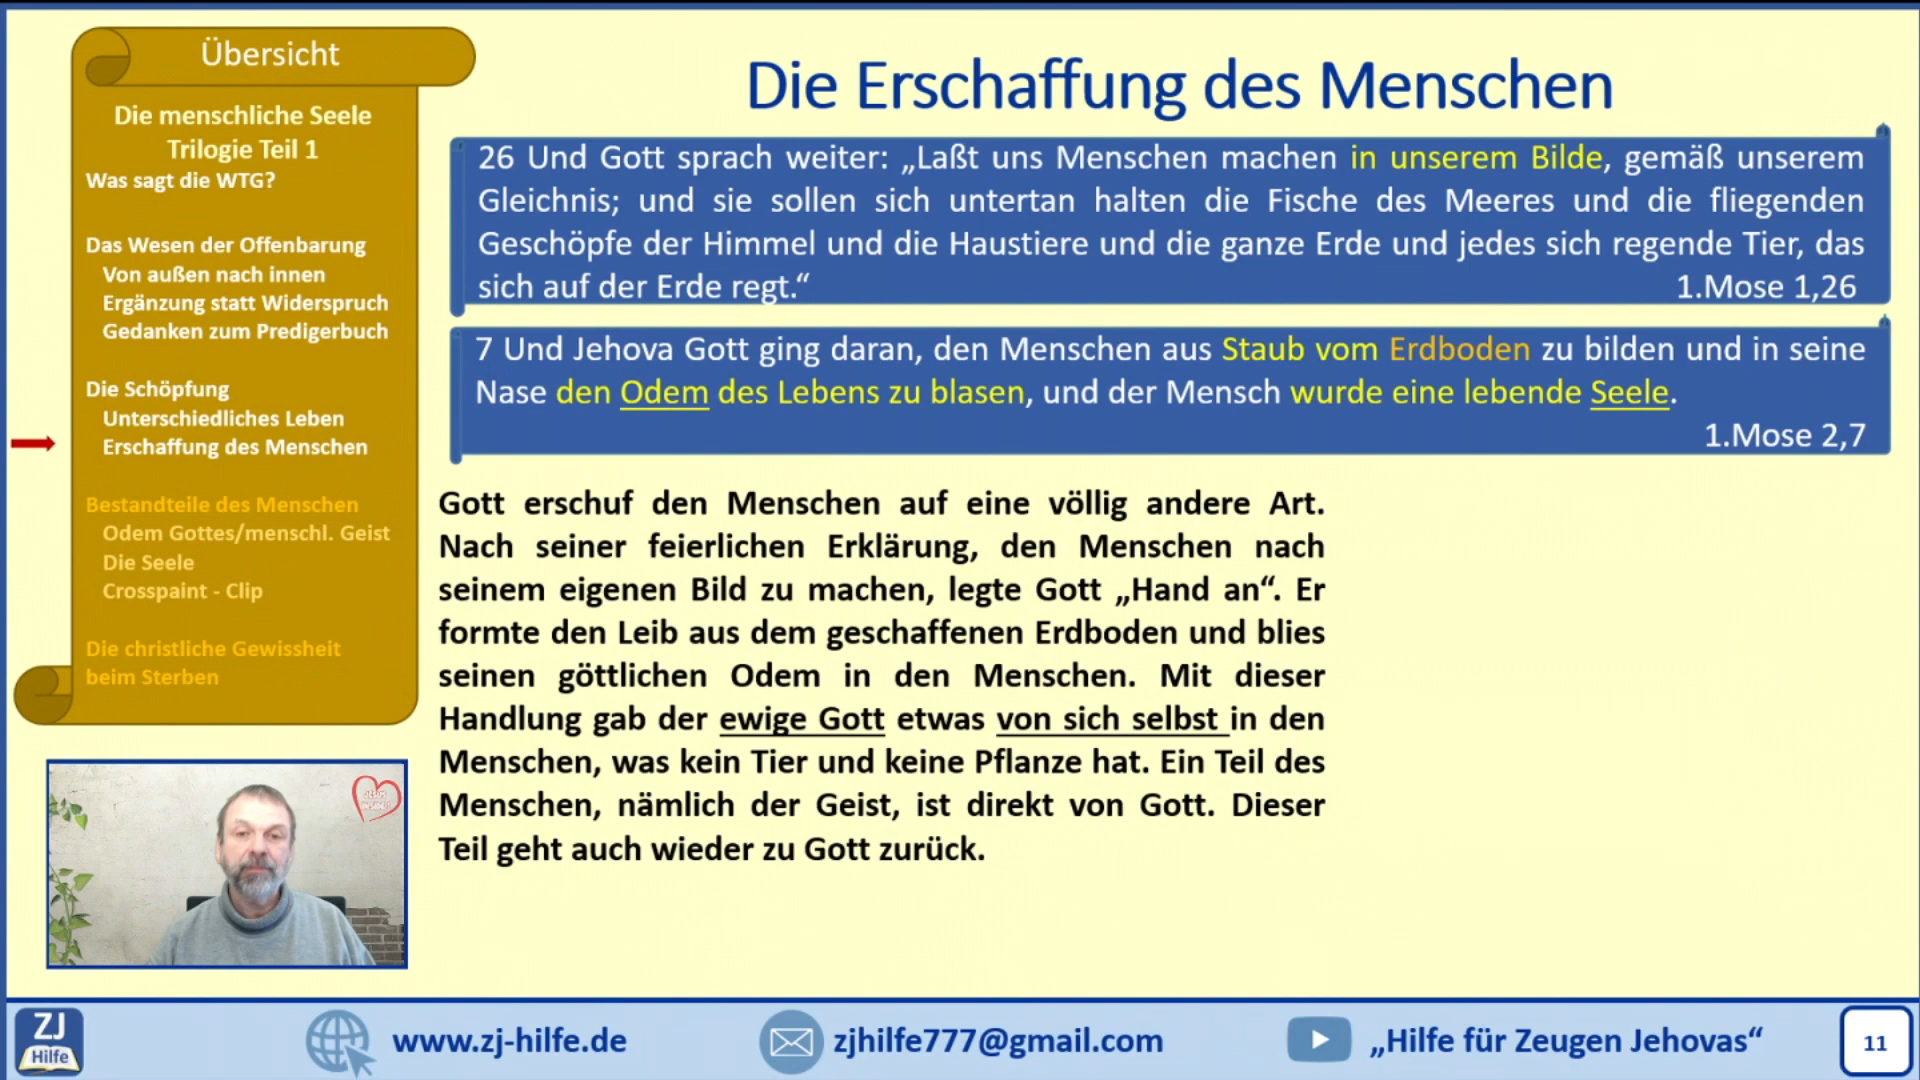 Übersicht
Die menschliche Seele
Trilogie Teil 1
Was sagt die WTG?
Das Wesen der Offenbarung
Von außen nach innen
Ergänzung statt Widerspruch
Gedanken zum Predigerbuch
Die Schöpfung
Unterschiedliches Leben
Erschaffung des Menschen
Bestandteile des Menschen
Odem Gottes/menschl. Geist
Die Seele
Crosspaint - Clip
Die christliche Gewissheit
beim Sterben
Die Erschaffung des Menschen
26 Und Gott sprach weiter: „Laßt uns Menschen machen in unserem Bilde, gemäß unserem
Gleichnis; und sie sollen sich untertan halten die Fische des Meeres und die fliegenden
Geschöpfe der Himmel und die Haustiere und die ganze Erde und jedes sich regende Tier, das
sich auf der Erde regt.“ 1.Mose 1,26
7 Und Jehova Gott ging daran, den Menschen aus Staub vom Erdboden zu bilden und in seine
Nase den Odem des Lebens zu blasen, und der Mensch wurde eine lebende Seele.
1.Mose 2,7
Gott erschuf den Menschen auf eine völlig andere Art.
Nach seiner feierlichen Erklärung, den Menschen nach
seinem eigenen Bild zu machen, legte Gott „Hand an“. Er
formte den Leib aus dem geschaffenen Erdboden und blies
seinen göttlichen Odem in den Menschen. Mit dieser
Handlung gab der ewige Gott etwas von sich selbst in den
Menschen, was kein Tier und keine Pflanze hat. Ein Teil des
Menschen, nämlich der Geist, ist direkt von Gott. Dieser
Teil geht auch wieder zu Gott zurück.
JESUS
ZJ
Hilfe
www.zj-hilfe.de
zjhilfe777@gmail.com
„Hilfe für Zeugen Jehovas“
11